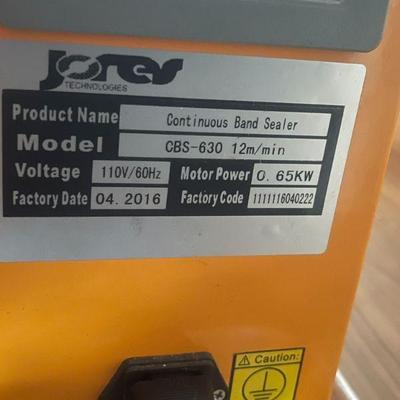 Jores
TECHNOLOGIES
Product Name Continuous Band Sealer
Model CBS-630 12m/min
Voltage 110V/60Hz Motor Power 0.65KW
Factory Date 04.2016 Factory Code 1111116040222
Caution: